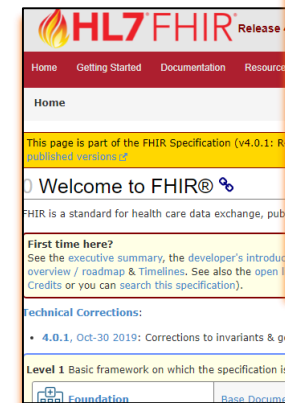 HL7 FHIR Release
Home Getting Started Documentation Resource
Home
This page is part of the FHIR Specification (v4.0.1: R
published versions
Welcome to FHIR®
FHIR is a standard for health care data exchange, pub
First time here?
See the executive summary, the developer's introduc
overview / roadmap & Timelines. See also the open l
Credits or you can search this specification).
Technical Corrections:
• 4.0.1, Oct-30 2019: Corrections to invariants & ge
Level 1 Basic framework on which the specification is
Foundation Base Docume